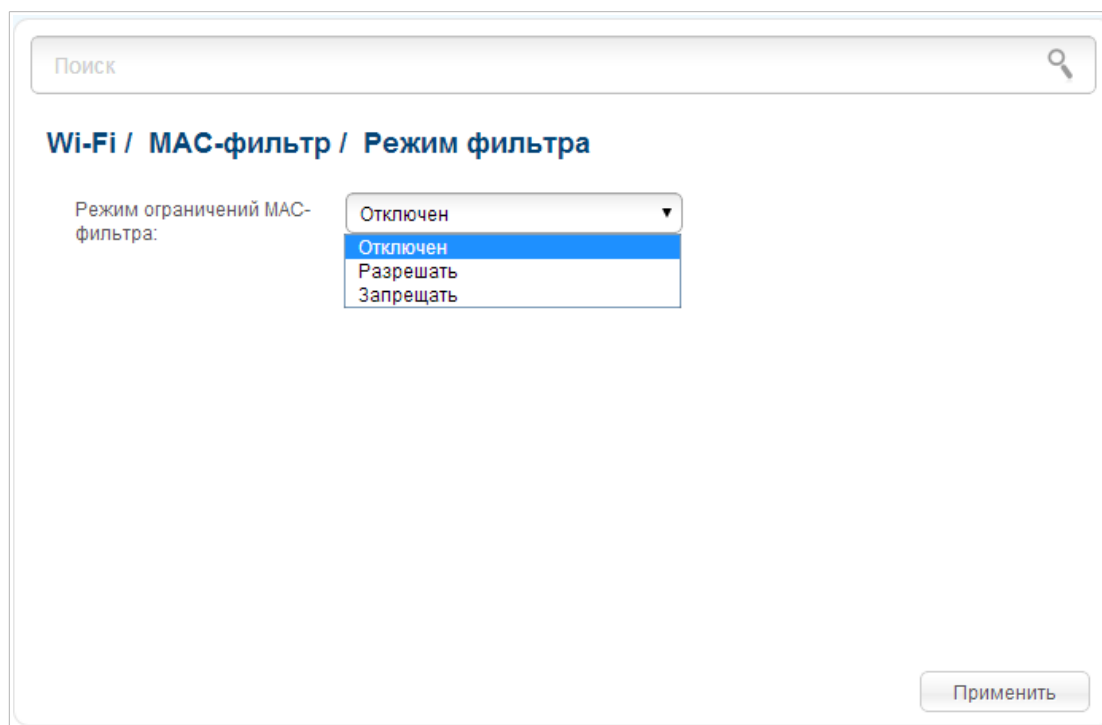 Поиск
Wi-Fi / MAC-фильтр / Режим фильтра
Режим ограничений MAC-
фильтра:
Отключен
Отключен
Разрешать
Запрещать
Применить